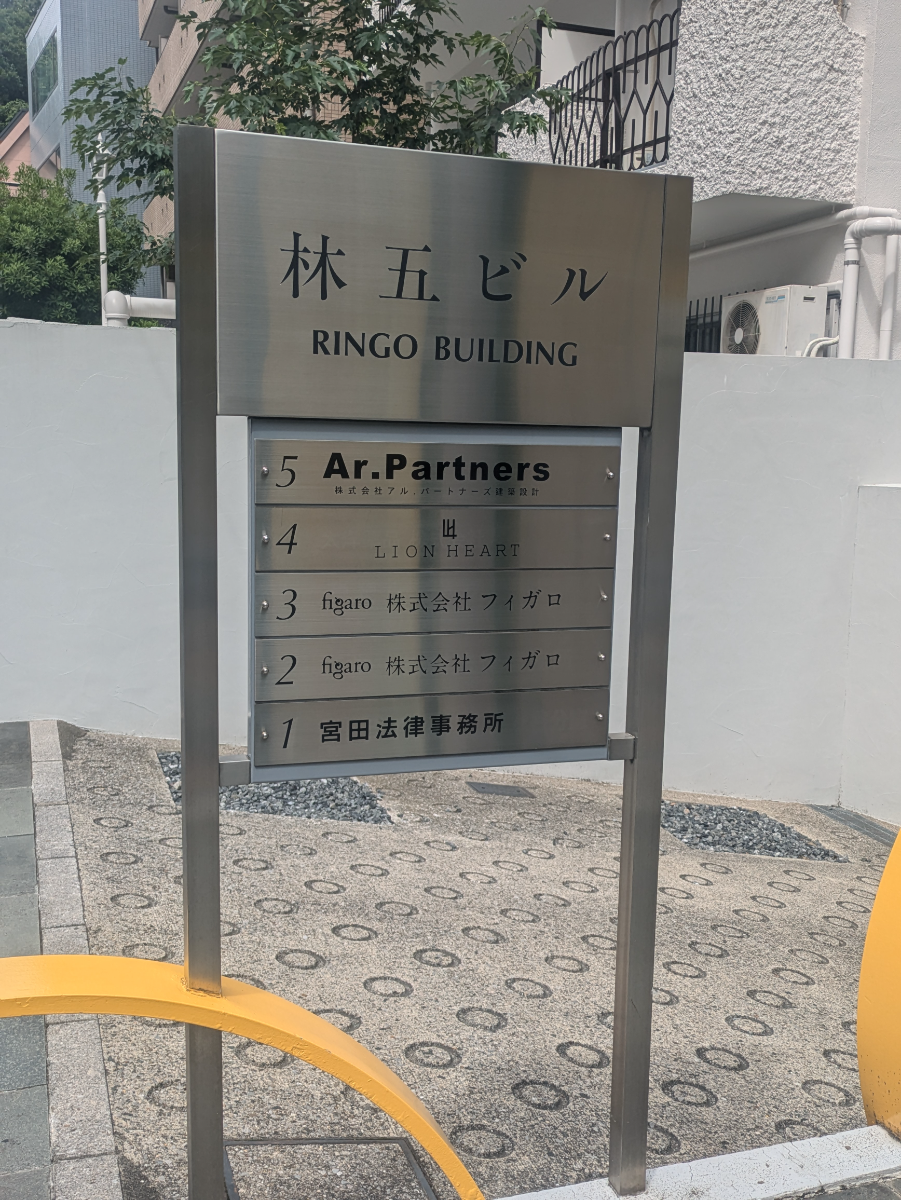 林五ビル
RINGO BUILDING
5 Ar.Partners
株式会社アル.パートナーズ建築設計
4 LION HEART
3 figaro 株式会社フィガロ
2 figaro 株式会社フィガロ
1 宮田法律事務所